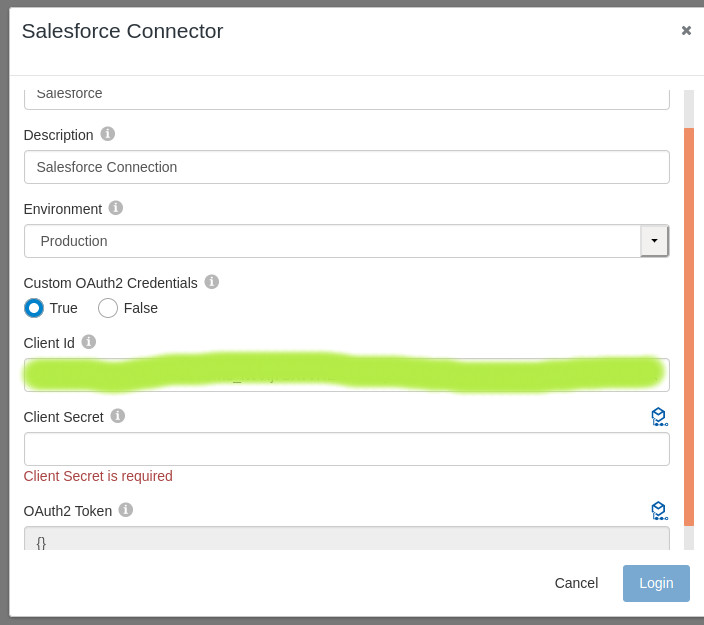 Salesforce Connector
Salesforce
Description
Salesforce Connection
Environment
Production
Custom OAuth2 Credentials
True False
Client Id
Client Secret
Client Secret is required
OAuth2 Token
{}
Cancel Login